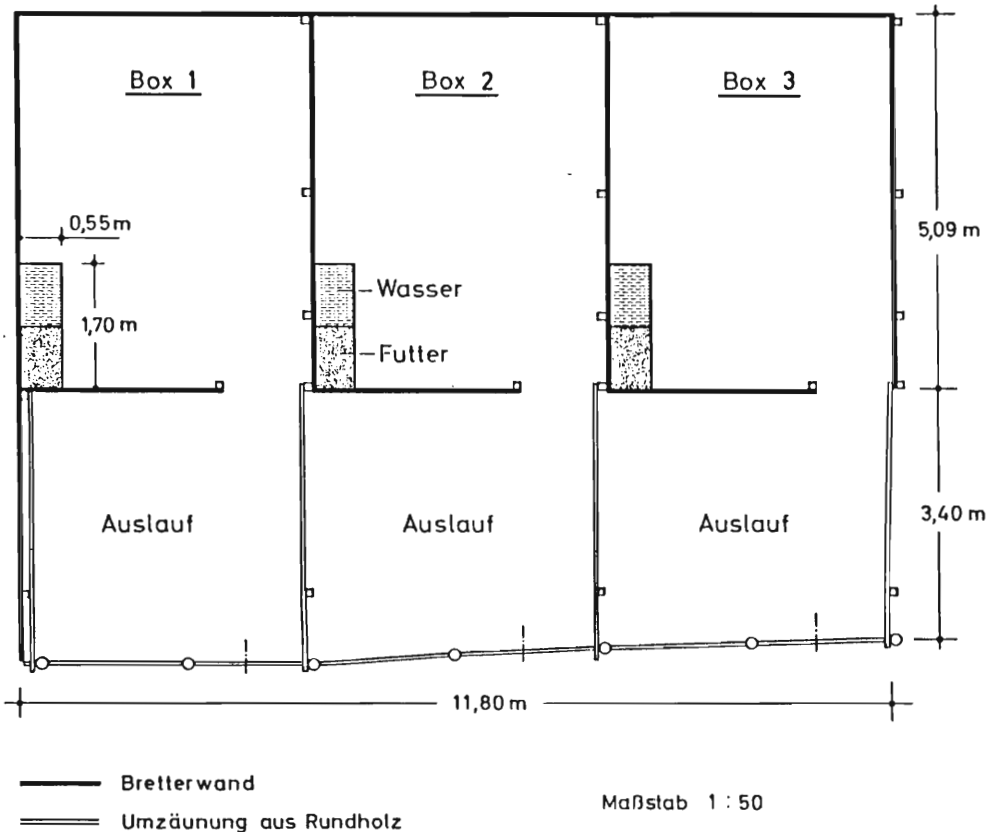 Box 1
Box 2
Box 3
0,55 m
5,09 m
Wasser
1,70 m
Futter
Auslauf
Auslauf
Auslauf
3,40 m
11,80 m
Bretterwand
Maßstab 1 : 50
Umzäunung aus Rundholz